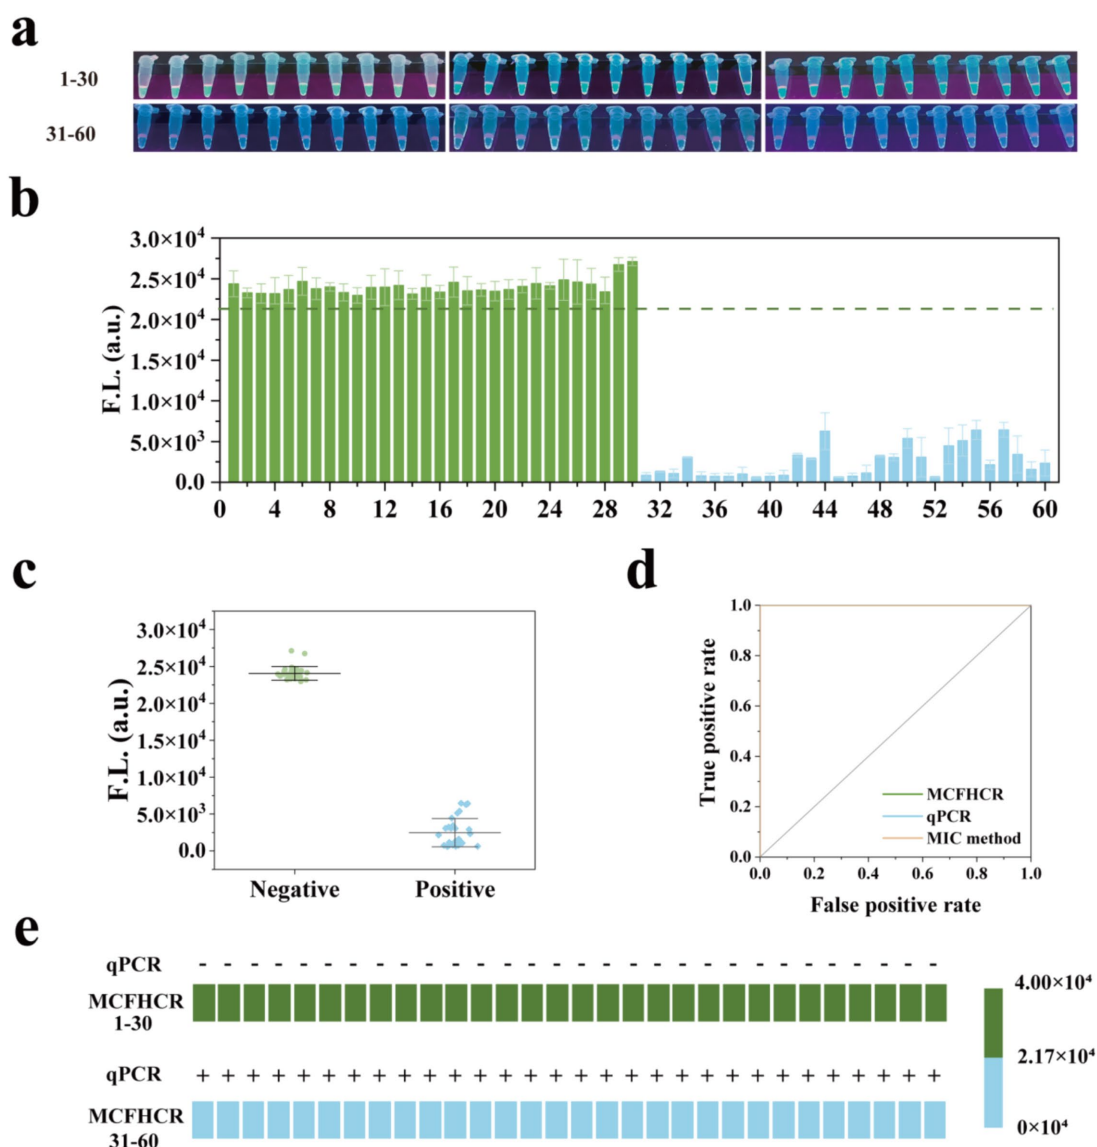 a
1-30
31-60
b
3.0×10⁴
2.5×10⁴
2.0×10⁴
1.5×10⁴
1.0×10⁴
5.0×10³
0.0
F.L. (a.u.)
0 4 8 12 16 20 24 28 32 36 40 44 48 52 56 60
c
3.0×10⁴
2.5×10⁴
2.0×10⁴
1.5×10⁴
1.0×10⁴
5.0×10³
0.0
F.L. (a.u.)
Negative Positive
d
1.0
0.8
0.6
0.4
0.2
0.0
True positive rate
MCFHCR
qPCR
MIC method
0.0 0.2 0.4 0.6 0.8 1.0
False positive rate
e
qPCR - - - - - - - - - - - - - - - - - - - - - - - - - - - - - -
MCFHCR
1-30
qPCR + + + + + + + + + + + + + + + + + + + + + + + + + + + + + +
MCFHCR
31-60
4.00×10⁴
2.17×10⁴
0×10⁴